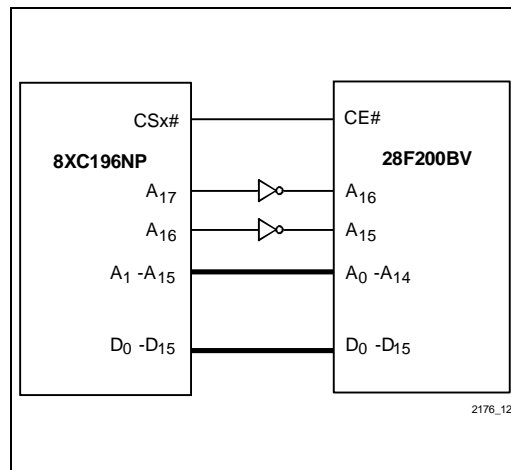 CSx# CE#
8XC196NP 28F200BV
A17 A16
A16 A15
A1 -A15 A0 -A14
D0 -D15 D0 -D15
2176_12